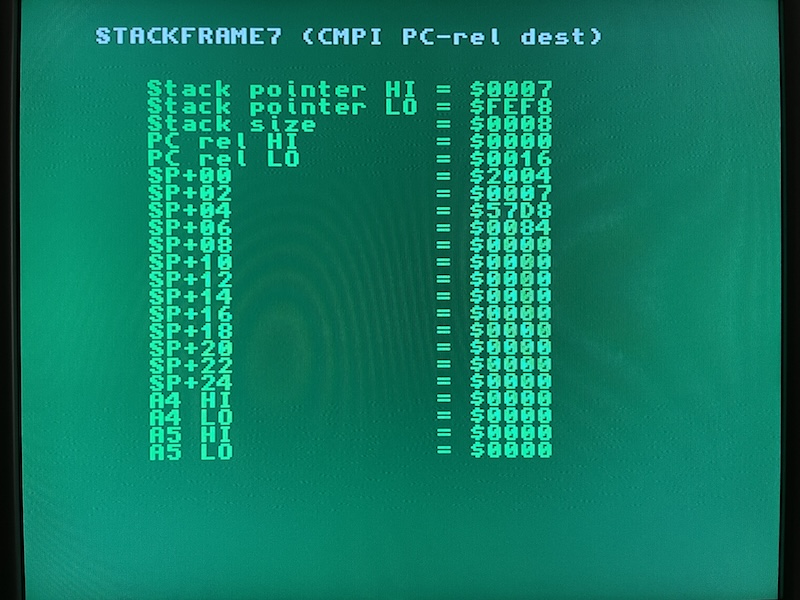 STACKFRAME7 (CMPI PC-rel dest)
Stack pointer HI = $0007
Stack pointer LO = $FEF8
Stack size = $0008
PC rel HI = $0000
PC rel LO = $0016
SP+00 = $2004
SP+02 = $0007
SP+04 = $57D8
SP+06 = $0084
SP+08 = $0000
SP+10 = $0000
SP+12 = $0000
SP+14 = $0000
SP+16 = $0000
SP+18 = $0000
SP+20 = $0000
SP+22 = $0000
SP+24 = $0000
A4 HI = $0000
A4 LO = $0000
A5 HI = $0000
A5 LO = $0000